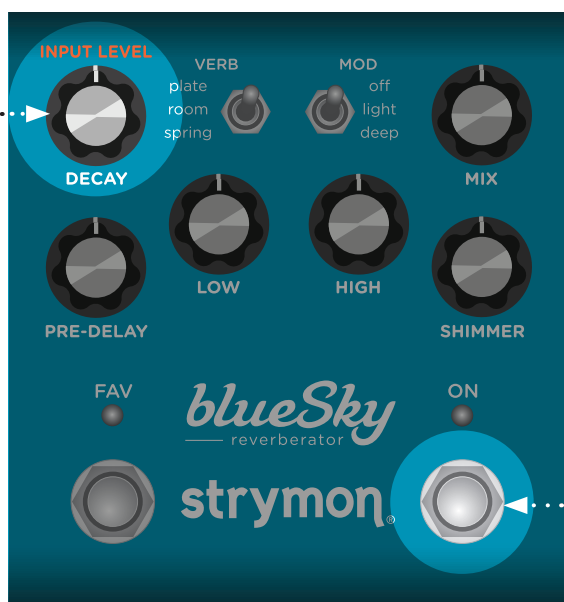 INPUT LEVEL
DECAY
VERB
plate
room
spring
MOD
off
light
deep
MIX
PRE-DELAY
LOW
HIGH
SHIMMER
FAV
ON
blueSky
reverberator
strymon®